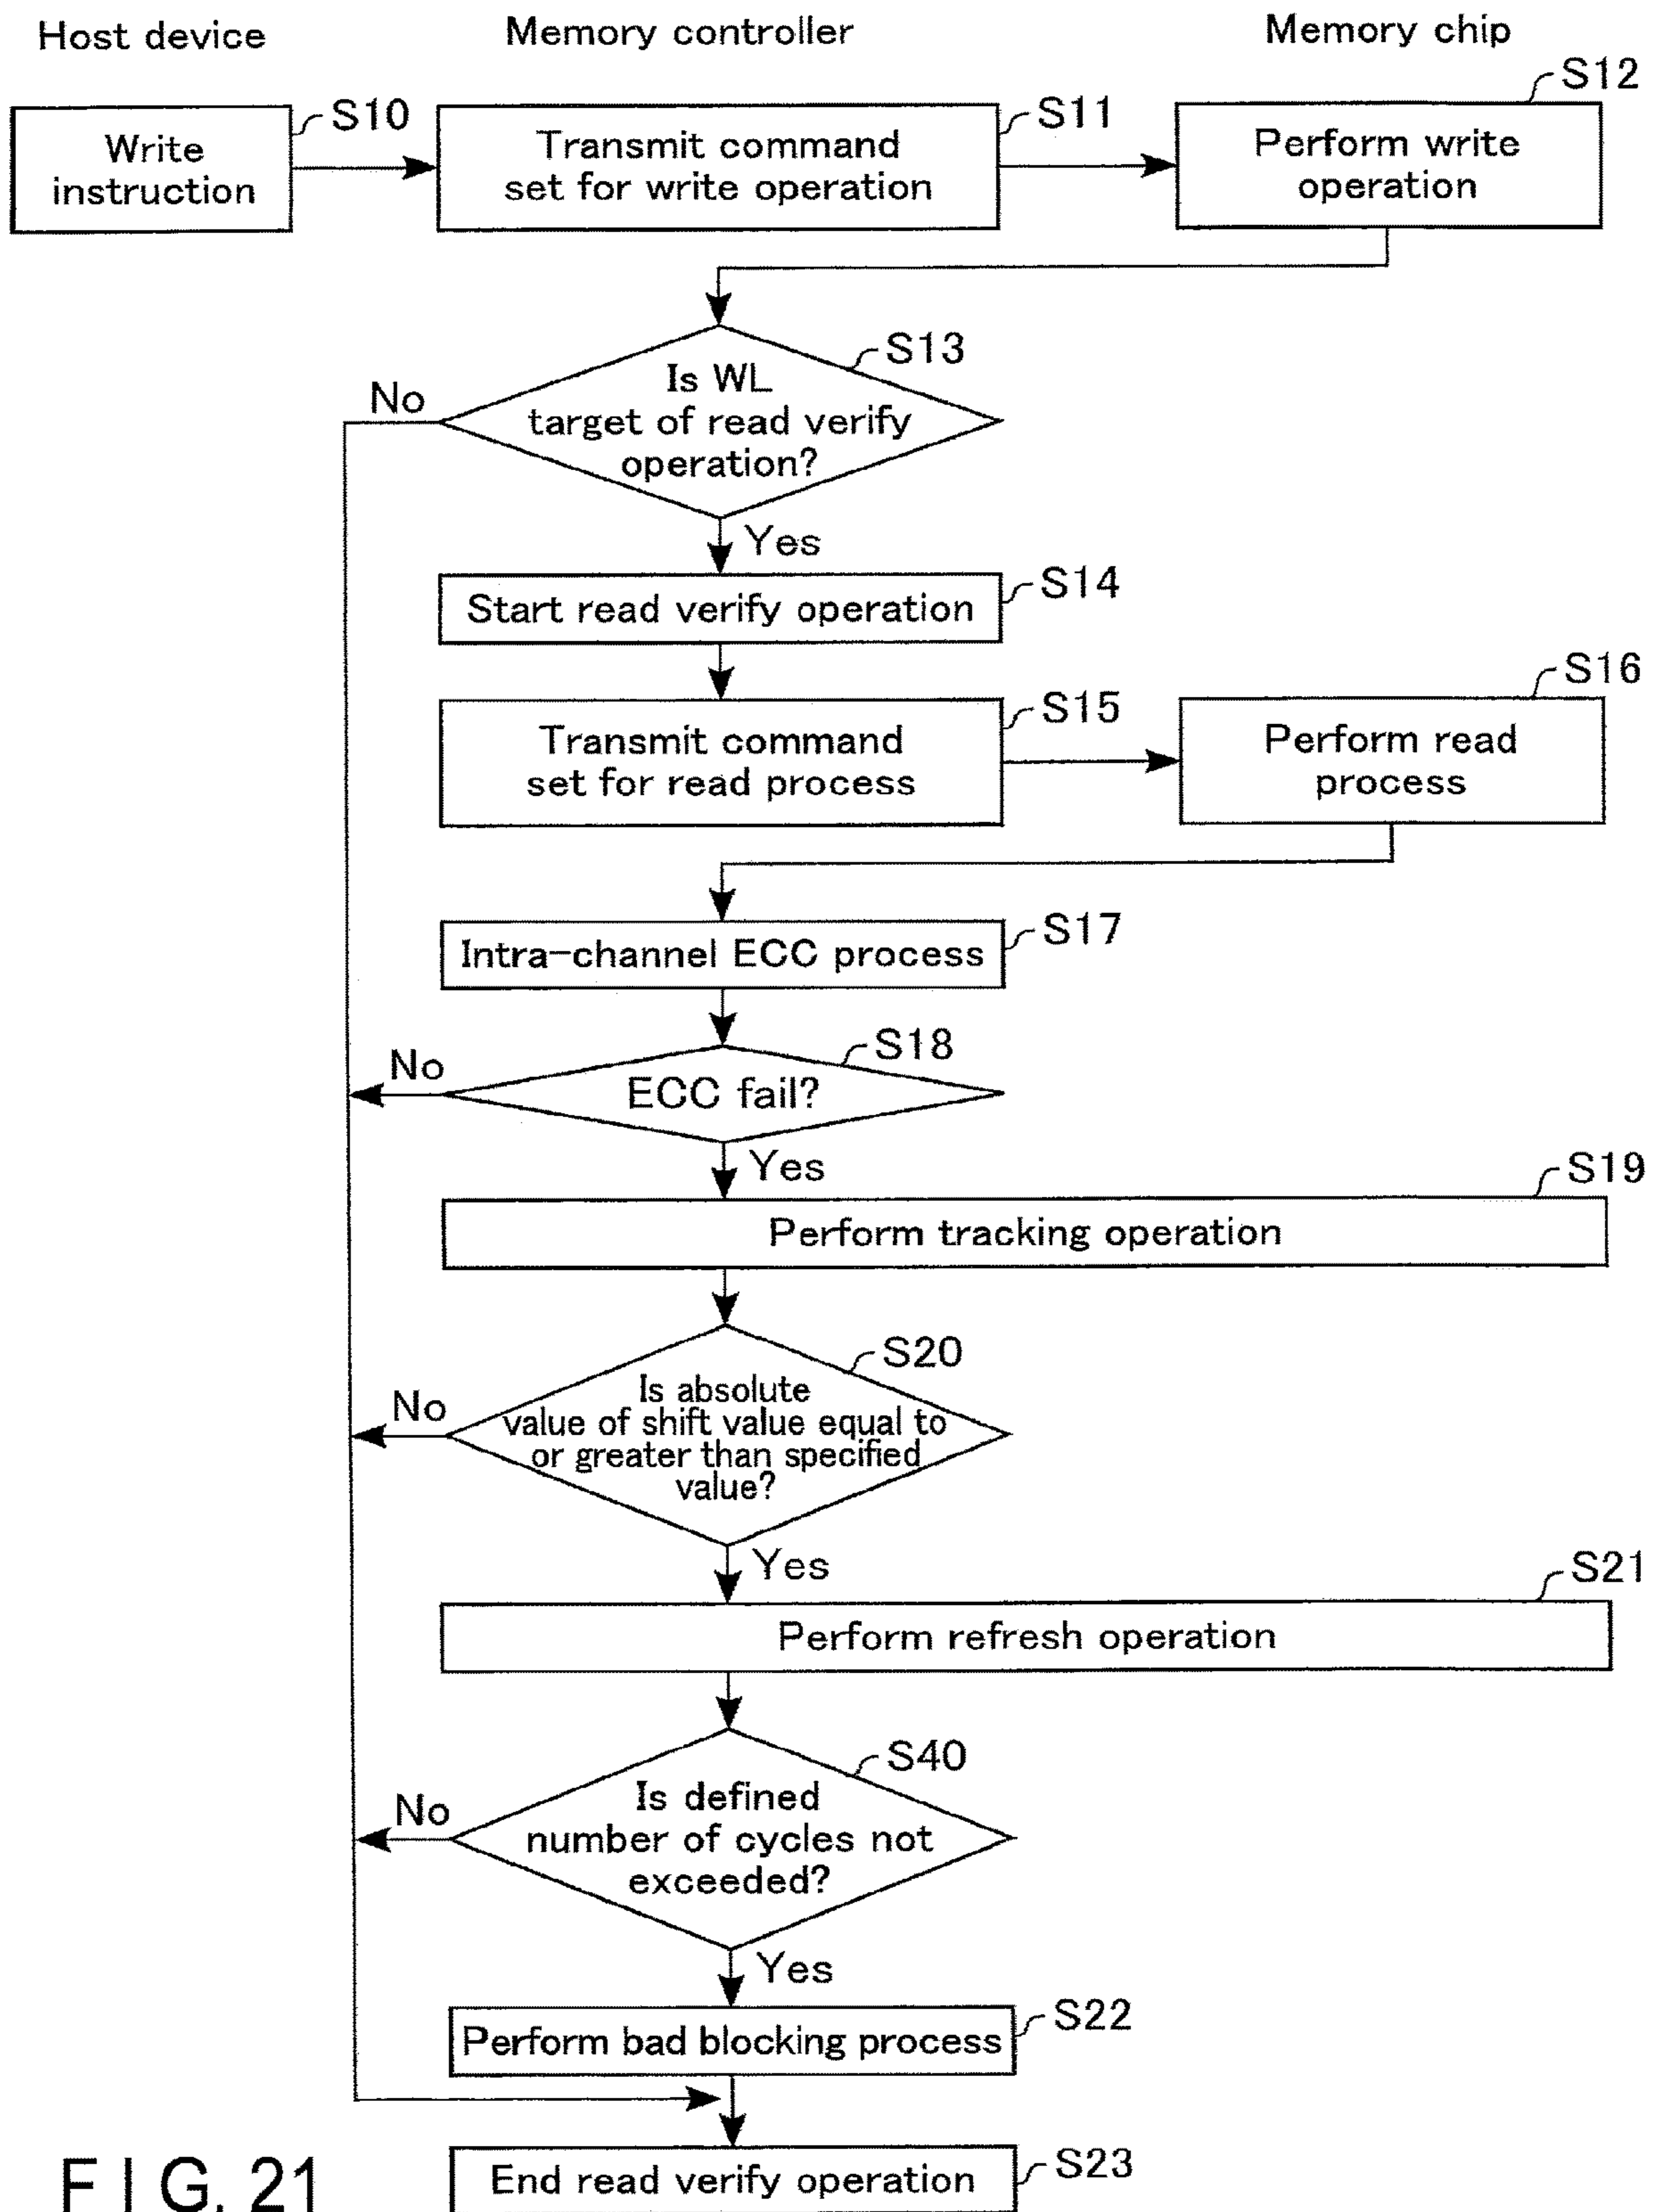 Host device
Memory controller
Memory chip
S10
Write
instruction
S11
Transmit command
set for write operation
S12
Perform write
operation
S13
Is WL
target of read verify
operation?
No
Yes
S14
Start read verify operation
S15
Transmit command
set for read process
S16
Perform read
process
S17
Intra-channel ECC process
S18
ECC fail?
No
Yes
S19
Perform tracking operation
S20
Is absolute
value of shift value equal to
or greater than specified
value?
No
Yes
S21
Perform refresh operation
S40
Is defined
number of cycles not
exceeded?
No
Yes
S22
Perform bad blocking process
S23
End read verify operation
FIG. 21